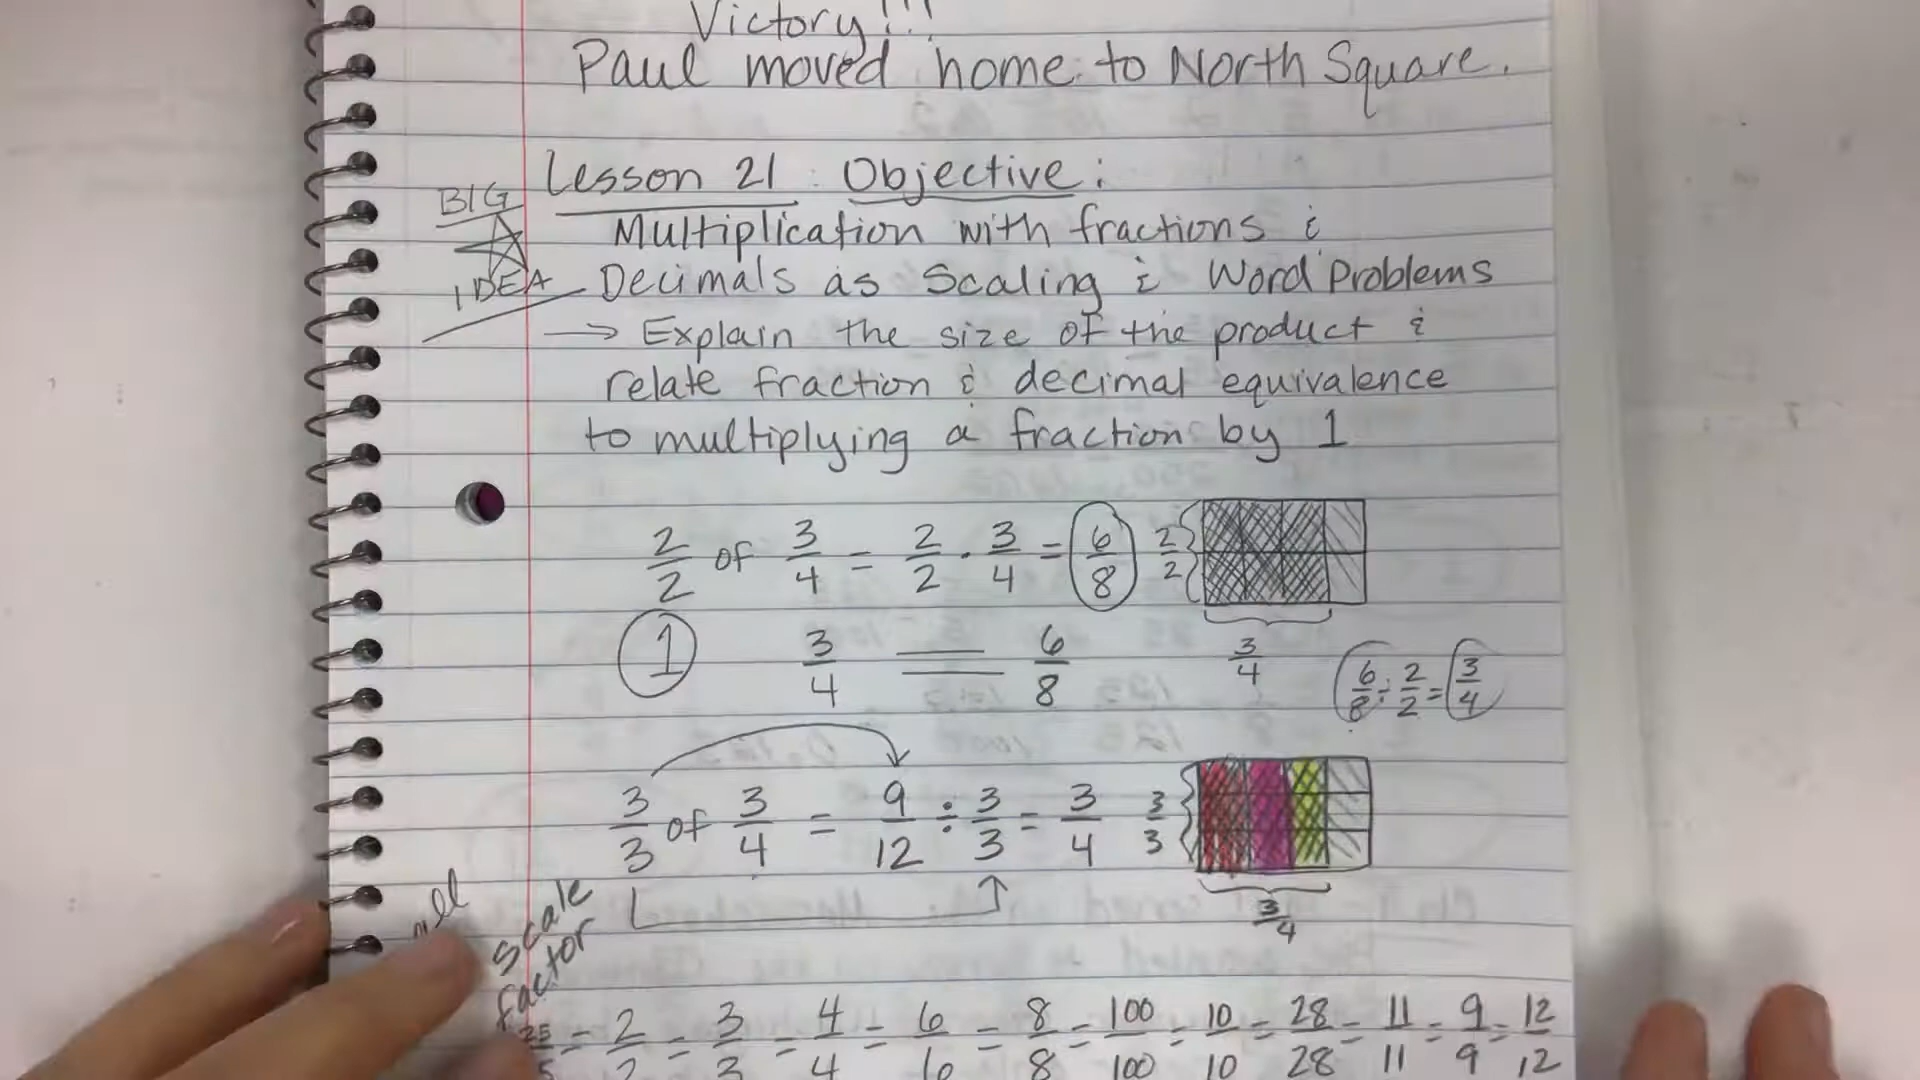 Victory!!!
Paul moved home to North Square.
Lesson 21 Objective:
BIG
IDEA
Multiplication with fractions &
Decimals as Scaling & Word Problems
→ Explain the size of the product &
relate fraction & decimal equivalence
to multiplying a fraction by 1
2/2 of 3/4 = 2/2 · 3/4 = 6/8 2/2
1 3/4 = 6/8 3/4 6/8 ÷ 2/2 = 3/4
3/3 of 3/4 = 9/12 ÷ 3/3 = 3/4 3/3
3/4
scale
factor
= 2/2 = 3/3 = 4/4 = 6/6 = 8/8 = 100/100 = 10/10 = 28/28 = 11/11 = 9/9 = 12/12